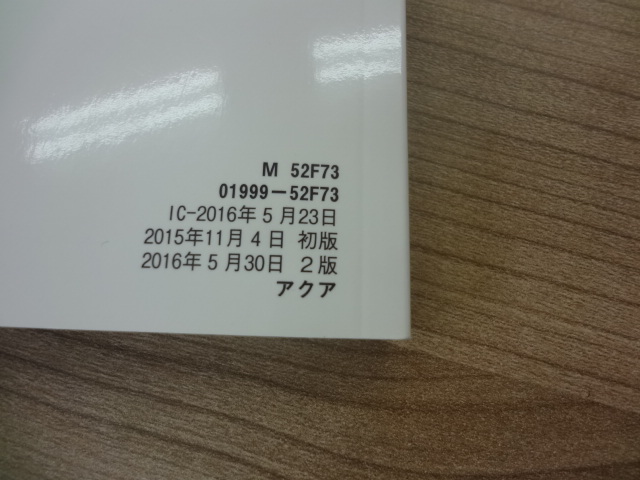 M 52F73
01999-52F73
IC-2016年5月23日
2015年11月4日 初版
2016年5月30日 2版
アクア